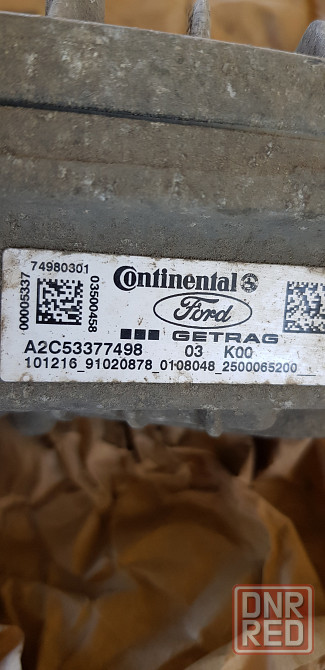 74980301
00005337
03500458
Continental
Ford
GETRAG
A2C53377498 03 K00
101216_91020878_0108048_2500065200
DNR
RED